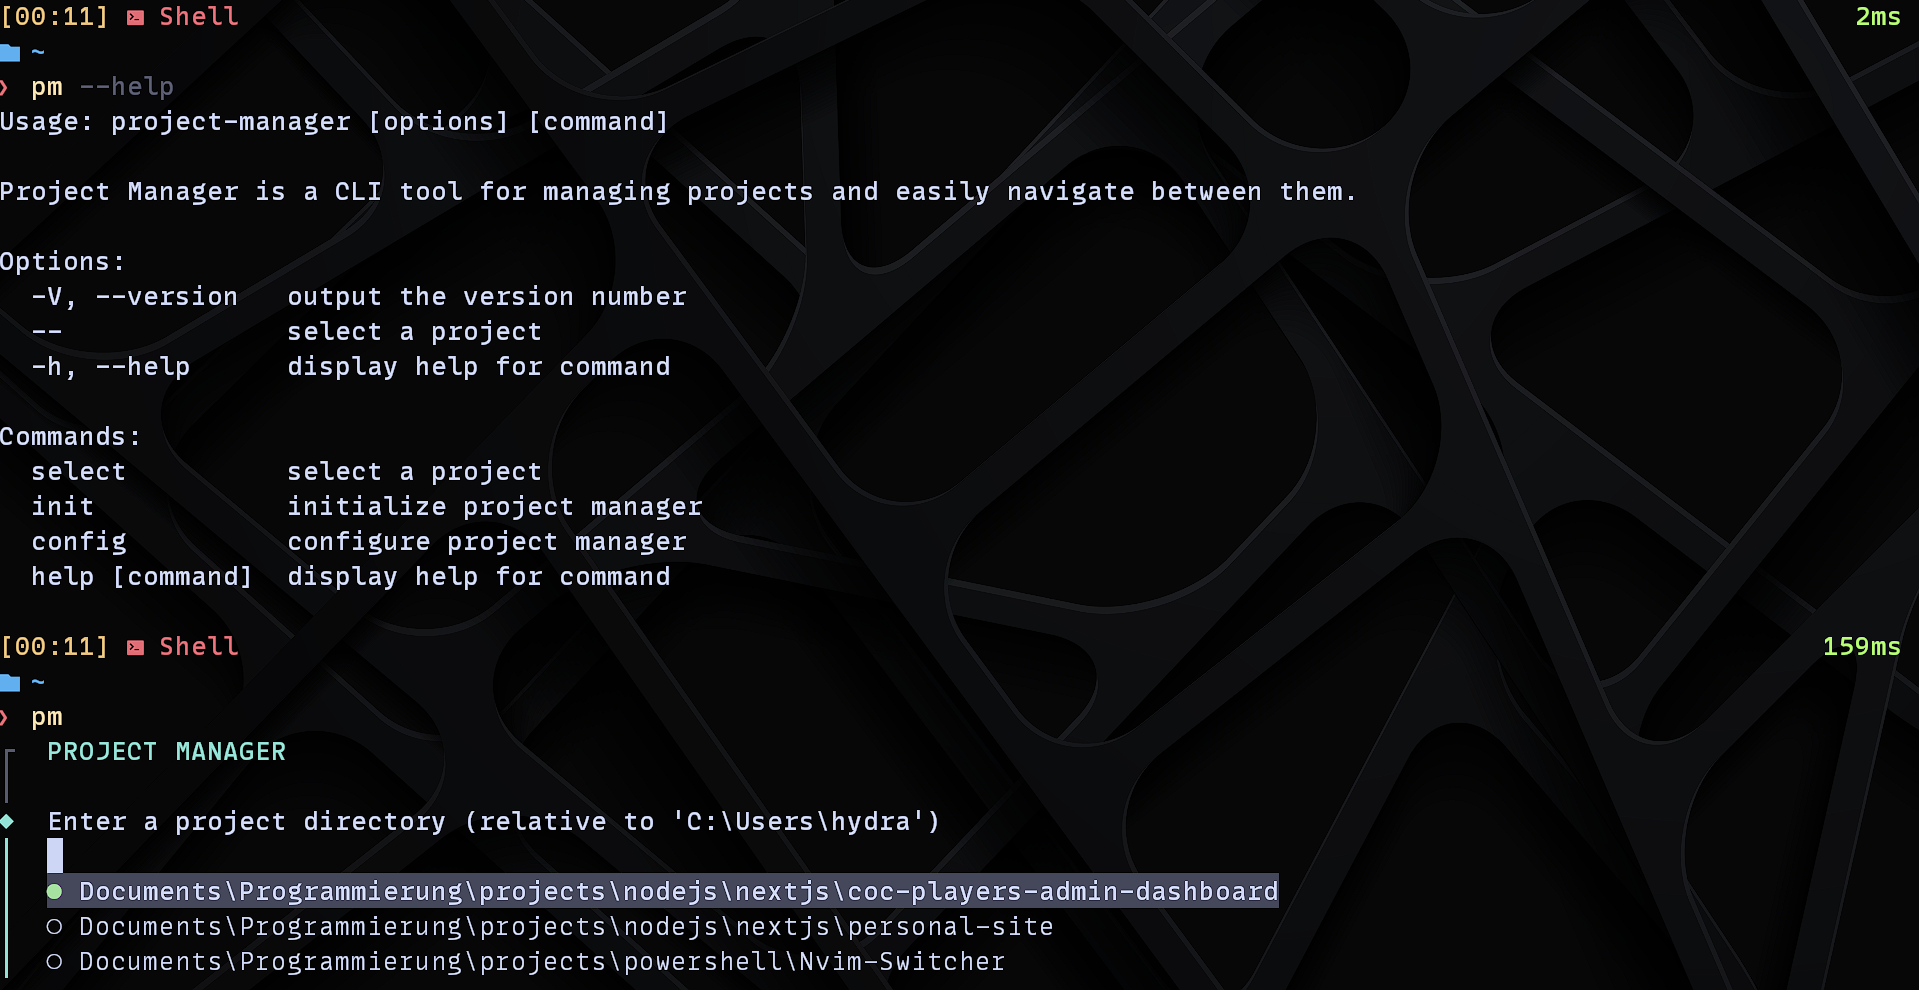 [00:11] Shell 2ms
~
❯ pm --help
Usage: project-manager [options] [command]
Project Manager is a CLI tool for managing projects and easily navigate between them.
Options:
-V, --version output the version number
-- select a project
-h, --help display help for command
Commands:
select select a project
init initialize project manager
config configure project manager
help [command] display help for command
[00:11] Shell 159ms
~
❯ pm
PROJECT MANAGER
Enter a project directory (relative to 'C:\Users\hydra')
Documents\Programmierung\projects\nodejs\nextjs\coc-players-admin-dashboard
Documents\Programmierung\projects\nodejs\nextjs\personal-site
Documents\Programmierung\projects\powershell\Nvim-Switcher